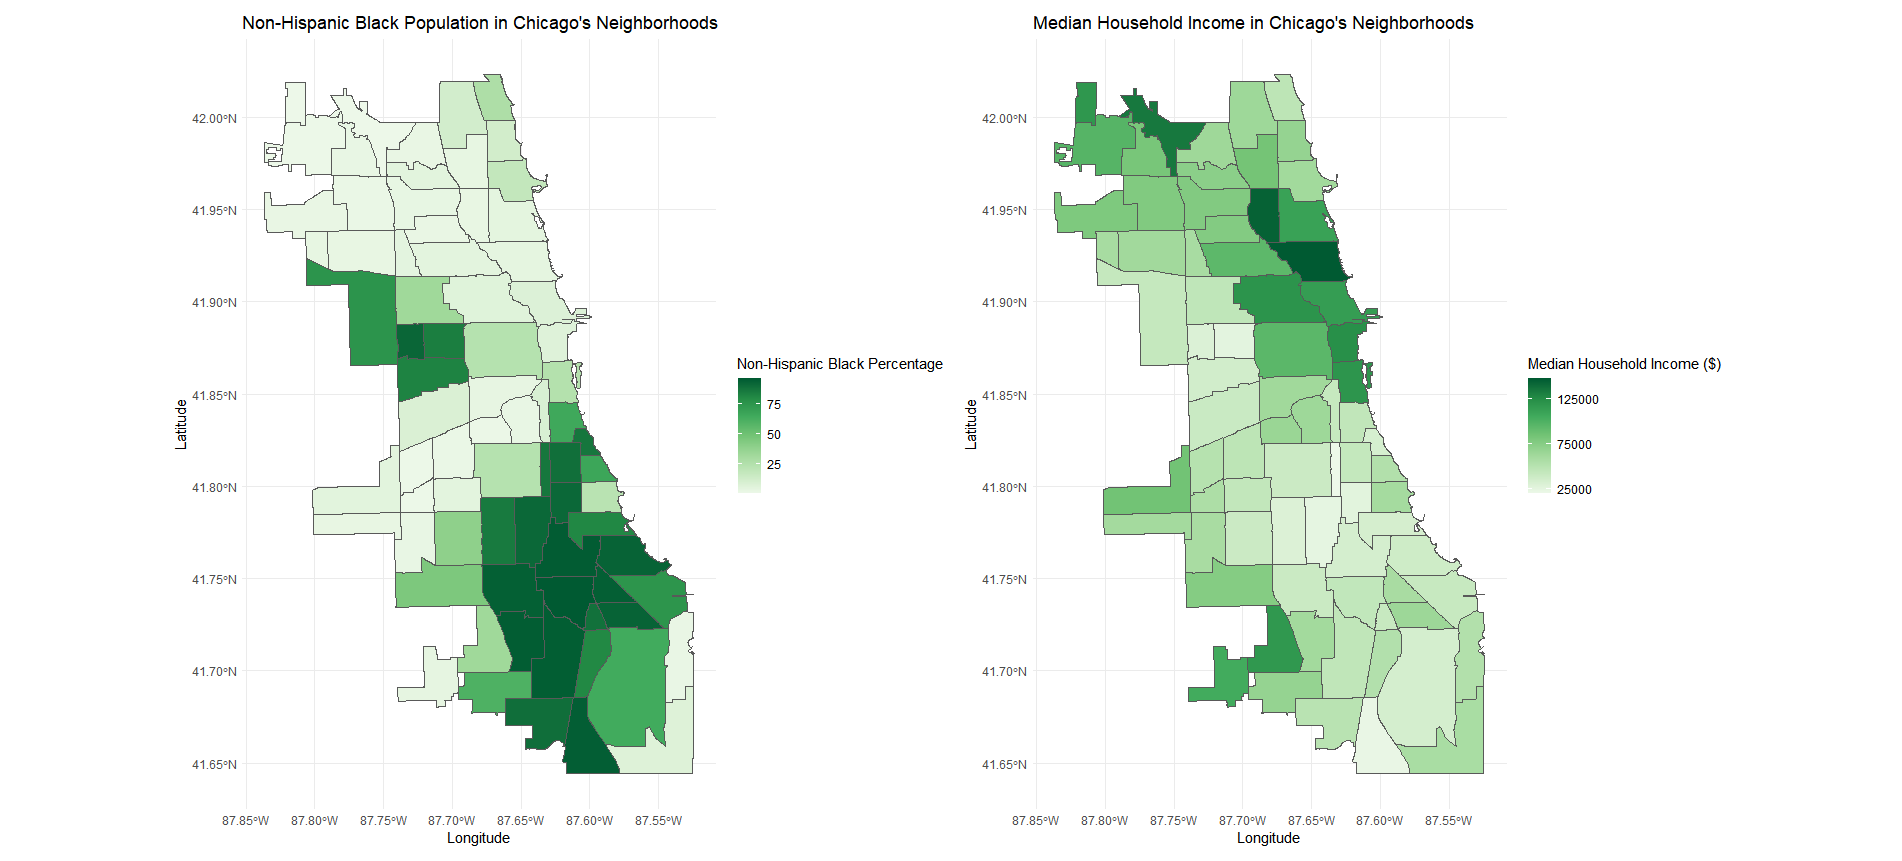 Non-Hispanic Black Population in Chicago's Neighborhoods
42.00°N
41.95°N
41.90°N
41.85°N
41.80°N
41.75°N
41.70°N
41.65°N
Latitude
87.85°W 87.80°W 87.75°W 87.70°W 87.65°W 87.60°W 87.55°W
Longitude
Non-Hispanic Black Percentage
75
50
25
Median Household Income in Chicago's Neighborhoods
42.00°N
41.95°N
41.90°N
41.85°N
41.80°N
41.75°N
41.70°N
41.65°N
Latitude
87.85°W 87.80°W 87.75°W 87.70°W 87.65°W 87.60°W 87.55°W
Longitude
Median Household Income ($)
125000
75000
25000